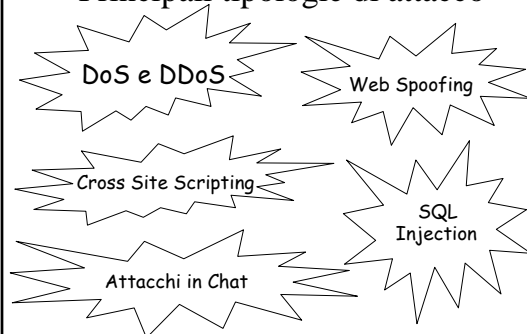 Principali tipologie di attacco
DoS e DDoS
Web Spoofing
Cross Site Scripting
SQL
Injection
Attacchi in Chat